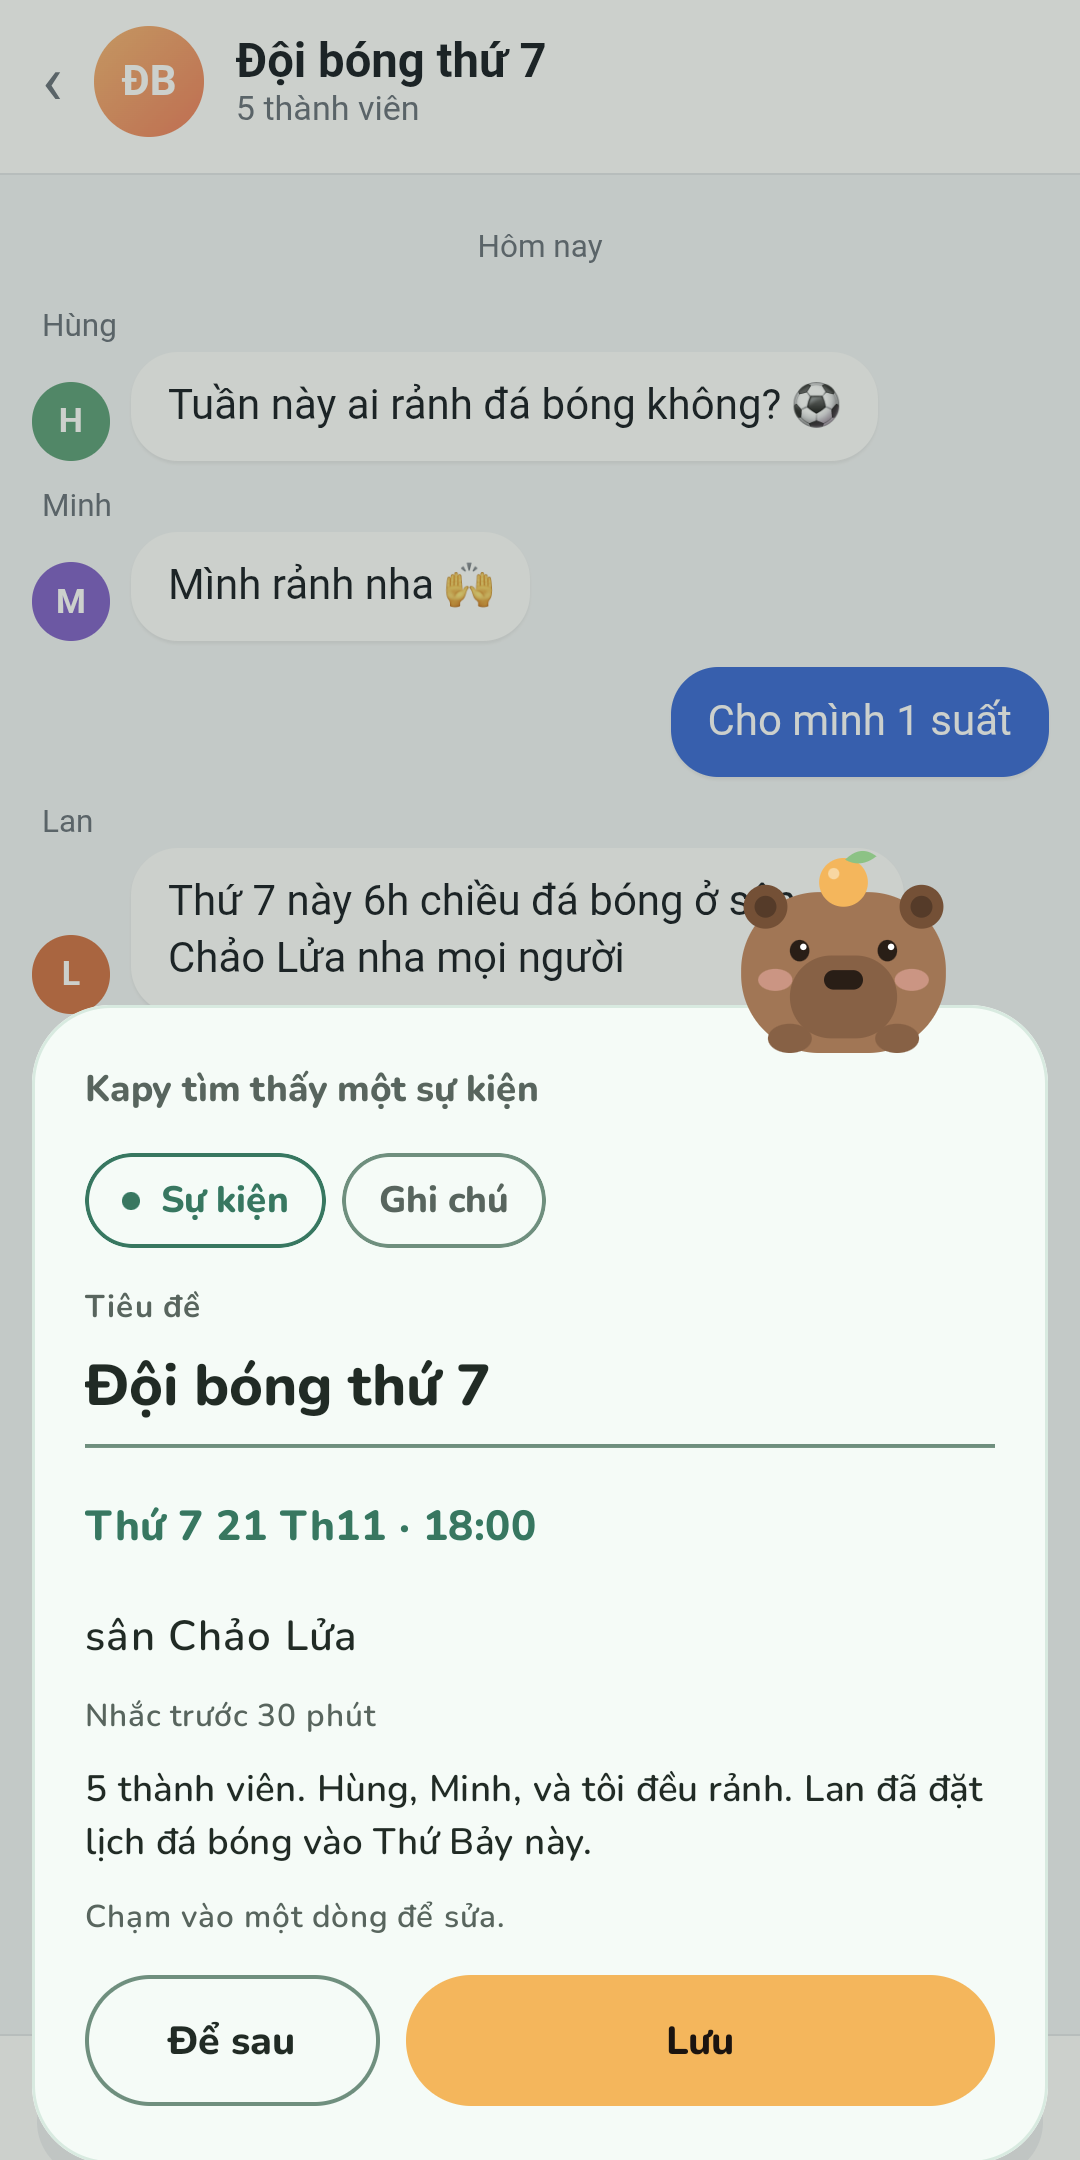 ĐB
Đội bóng thứ 7
5 thành viên
Hôm nay
Hùng
H
Tuần này ai rảnh đá bóng không? ⚽
Minh
M
Mình rảnh nha 🙌
Cho mình 1 suất
Lan
L
Thứ 7 này 6h chiều đá bóng ở
Chảo Lửa nha mọi người
Kapy tìm thấy một sự kiện
Sự kiện
Ghi chú
Tiêu đề
Đội bóng thứ 7
Thứ 7 21 Th11 · 18:00
sân Chảo Lửa
Nhắc trước 30 phút
5 thành viên. Hùng, Minh, và tôi đều rảnh. Lan đã đặt
lịch đá bóng vào Thứ Bảy này.
Chạm vào một dòng để sửa.
Để sau
Lưu